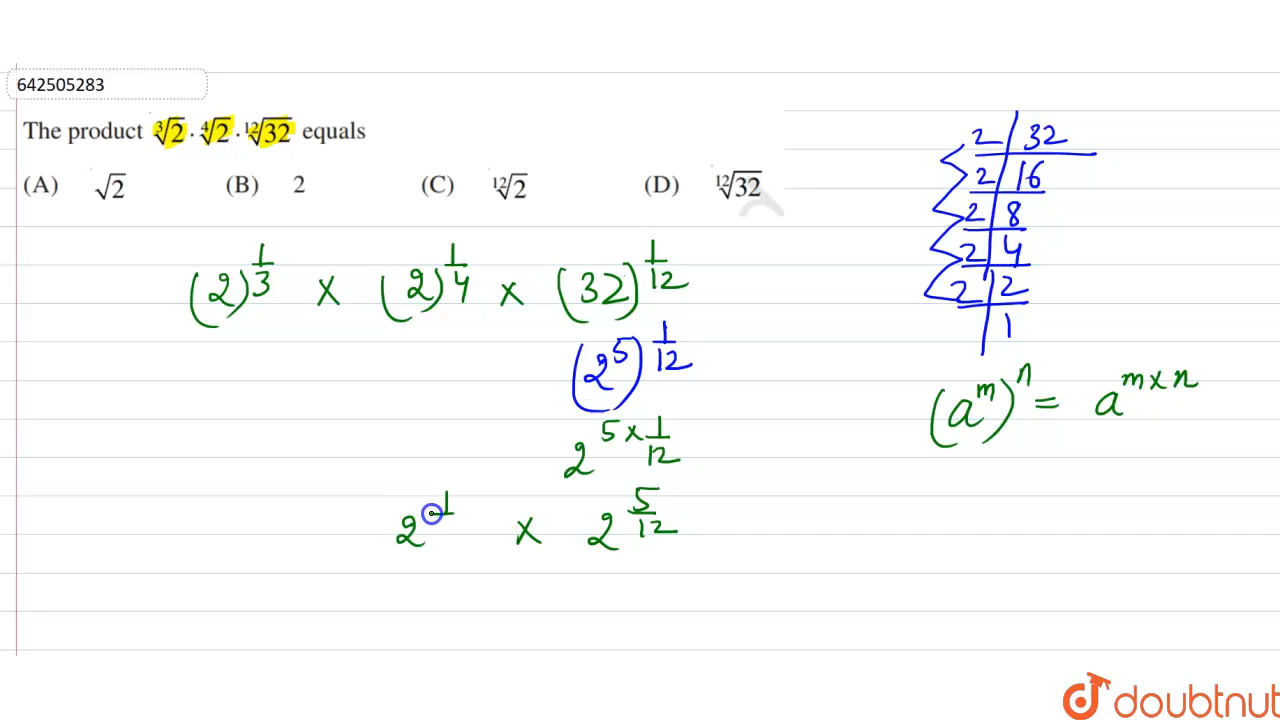 642505283
The product ∛2 · ∜2 · ¹²√32 equals
(A) √2 (B) 2 (C) ¹²√2 (D) ¹²√32
(2)^(1/3) × (2)^(1/4) × (32)^(1/12)
(2^5)^(1/12)
2^(5×1/12)
2^1 × 2^(5/12)
2 | 32
2 | 16
2 | 8
2 | 4
2 | 2
| 1
(a^m)^n = a^(m×n)
doubtnut